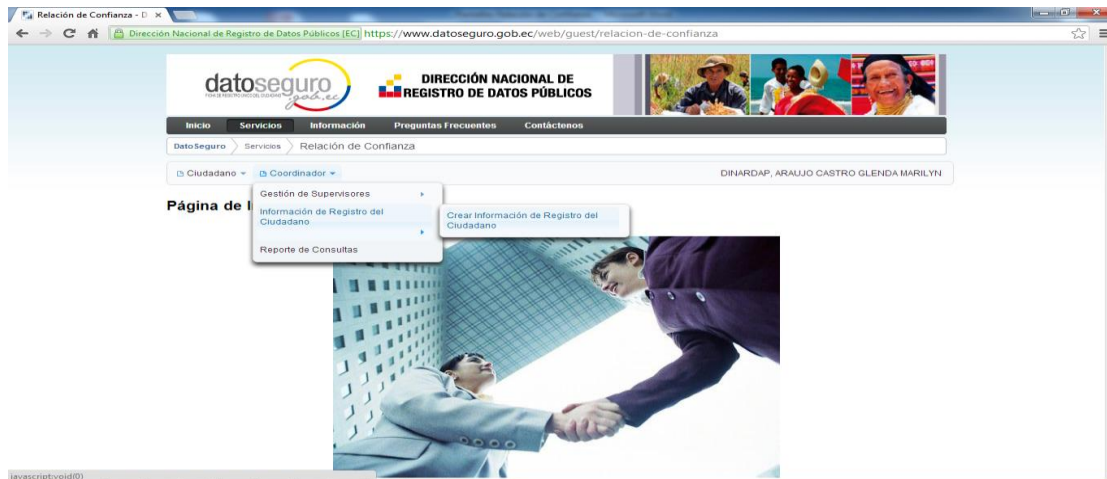 Relación de Confianza - D
Dirección Nacional de Registro de Datos Públicos [EC] https://www.datoseguro.gob.ec/web/guest/relacion-de-confianza
datoseguro
.gob.ec
DIRECCIÓN NACIONAL DE
REGISTRO DE DATOS PÚBLICOS
Inicio Servicios Información Preguntas Frecuentes Contáctenos
Dato Seguro Servicios Relación de Confianza
Ciudadano Coordinador DINARDAP, ARAUJO CASTRO GLENDA MARILYN
Gestión de Supervisores
Página de I
Información de Registro del
Ciudadano
Crear Información de Registro del
Ciudadano
Reporte de Consultas
javascript:void(0)